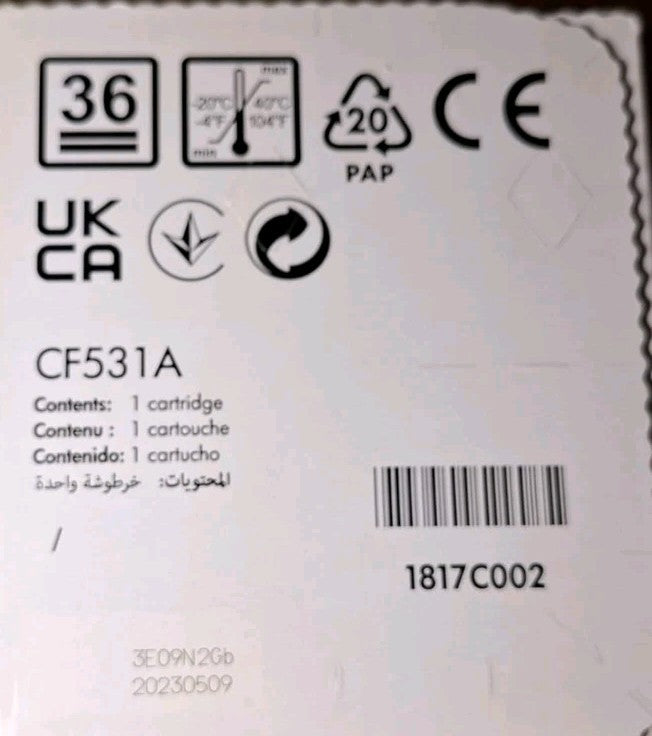 36
max
-20°C 40°C
-4°F 104°F
min
20
PAP
CE
UK
CA
CF531A
Contents: 1 cartridge
Contenu : 1 cartouche
Contenido: 1 cartucho
المحتويات: خرطوشة واحدة
/
1817C002
3E09N2Gb
20230509